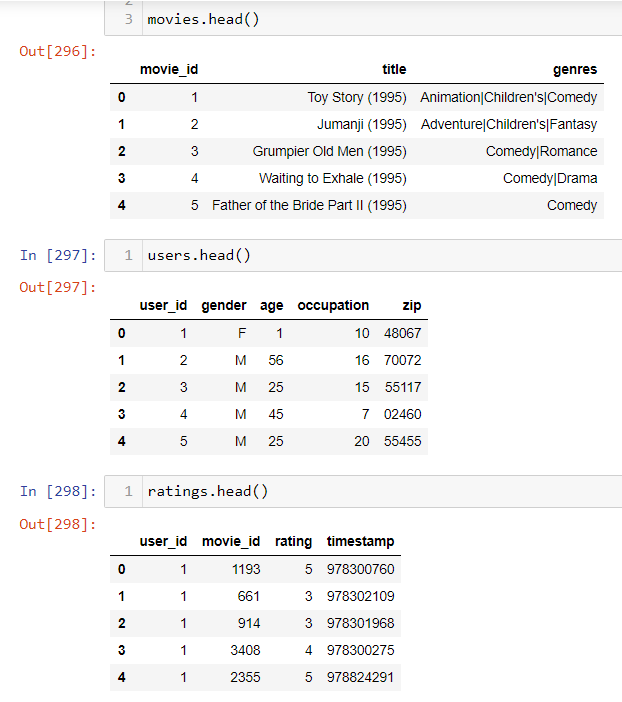 2
3 movies.head()
Out[296]:
movie_id title genres
0 1 Toy Story (1995) Animation|Children's|Comedy
1 2 Jumanji (1995) Adventure|Children's|Fantasy
2 3 Grumpier Old Men (1995) Comedy|Romance
3 4 Waiting to Exhale (1995) Comedy|Drama
4 5 Father of the Bride Part II (1995) Comedy
In [297]: 1 users.head()
Out[297]:
user_id gender age occupation zip
0 1 F 1 10 48067
1 2 M 56 16 70072
2 3 M 25 15 55117
3 4 M 45 7 02460
4 5 M 25 20 55455
In [298]: 1 ratings.head()
Out[298]:
user_id movie_id rating timestamp
0 1 1193 5 978300760
1 1 661 3 978302109
2 1 914 3 978301968
3 1 3408 4 978300275
4 1 2355 5 978824291